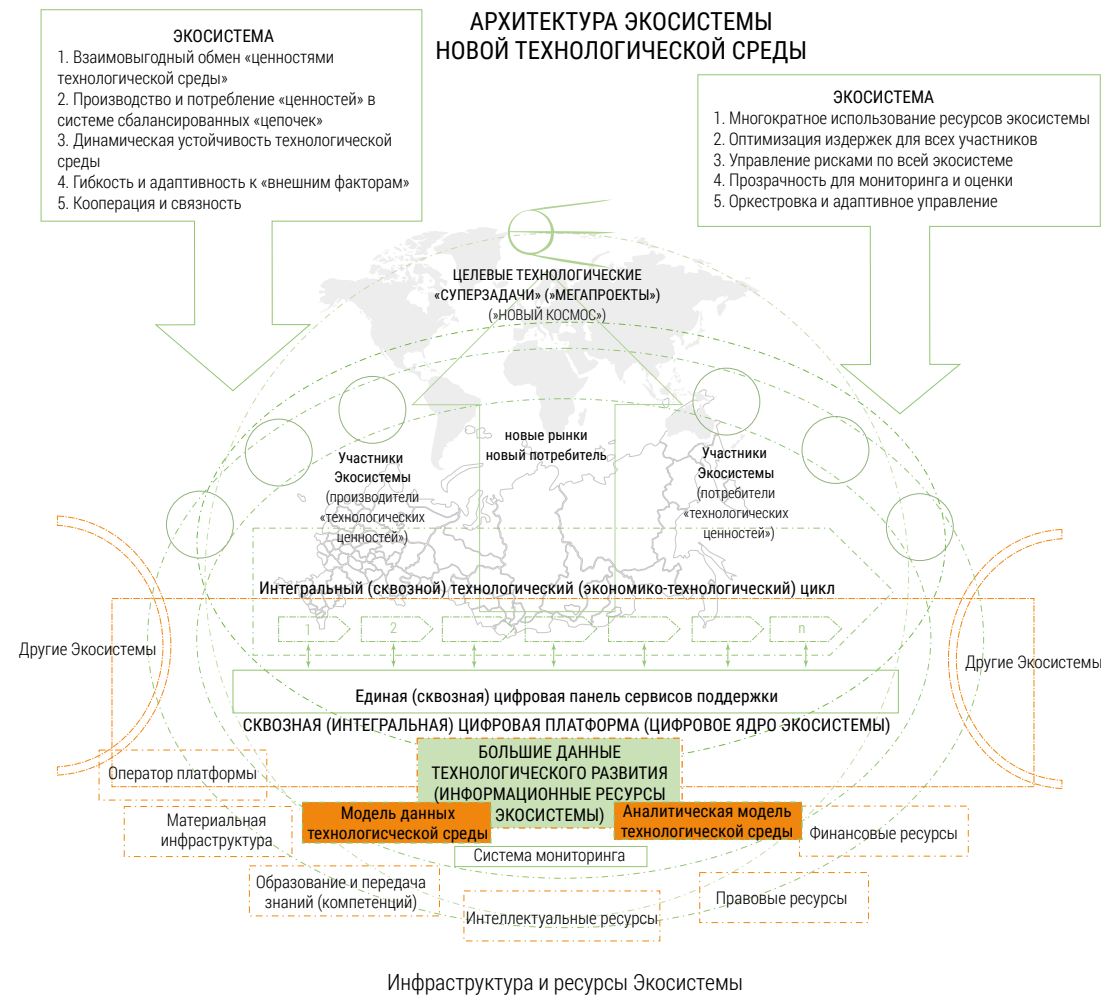 АРХИТЕКТУРА ЭКОСИСТЕМЫ
НОВОЙ ТЕХНОЛОГИЧЕСКОЙ СРЕДЫ
ЭКОСИСТЕМА
1. Взаимовыгодный обмен «ценностями
технологической среды»
2. Производство и потребление «ценностей» в
системе сбалансированных «цепочек»
3. Динамическая устойчивость технологической
среды
4. Гибкость и адаптивность к «внешним факторам»
5. Кооперация и связность
ЭКОСИСТЕМА
1. Многократное использование ресурсов экосистемы
2. Оптимизация издержек для всех участников
3. Управление рисками по всей экосистеме
4. Прозрачность для мониторинга и оценки
5. Оркестровка и адаптивное управление
ЦЕЛЕВЫЕ ТЕХНОЛОГИЧЕСКИЕ
«СУПЕРЗАДАЧИ» (»МЕГАПРОЕКТЫ»)
(»НОВЫЙ КОСМОС»)
новые рынки
новый потребитель
Участники
Экосистемы
(производители
«технологических
ценностей»)
Участники
Экосистемы
(потребители
«технологических
ценностей»)
Интегральный (сквозной) технологический (экономико-технологический) цикл
1
2
n
Другие Экосистемы
Другие Экосистемы
Единая (сквозная) цифровая панель сервисов поддержки
СКВОЗНАЯ (ИНТЕГРАЛЬНАЯ) ЦИФРОВАЯ ПЛАТФОРМА (ЦИФРОВОЕ ЯДРО ЭКОСИСТЕМЫ)
БОЛЬШИЕ ДАННЫЕ
ТЕХНОЛОГИЧЕСКОГО РАЗВИТИЯ
(ИНФОРМАЦИОННЫЕ РЕСУРСЫ
ЭКОСИСТЕМЫ)
Оператор платформы
Модель данных
технологисческой среды
Аналитическая модель
технологической среды
Материальная
инфраструктура
Финансовые ресурсы
Система мониторинга
Образование и передача
знаний (компетенций)
Интеллектуальные ресурсы
Правовые ресурсы
Инфраструктура и ресурсы Экосистемы